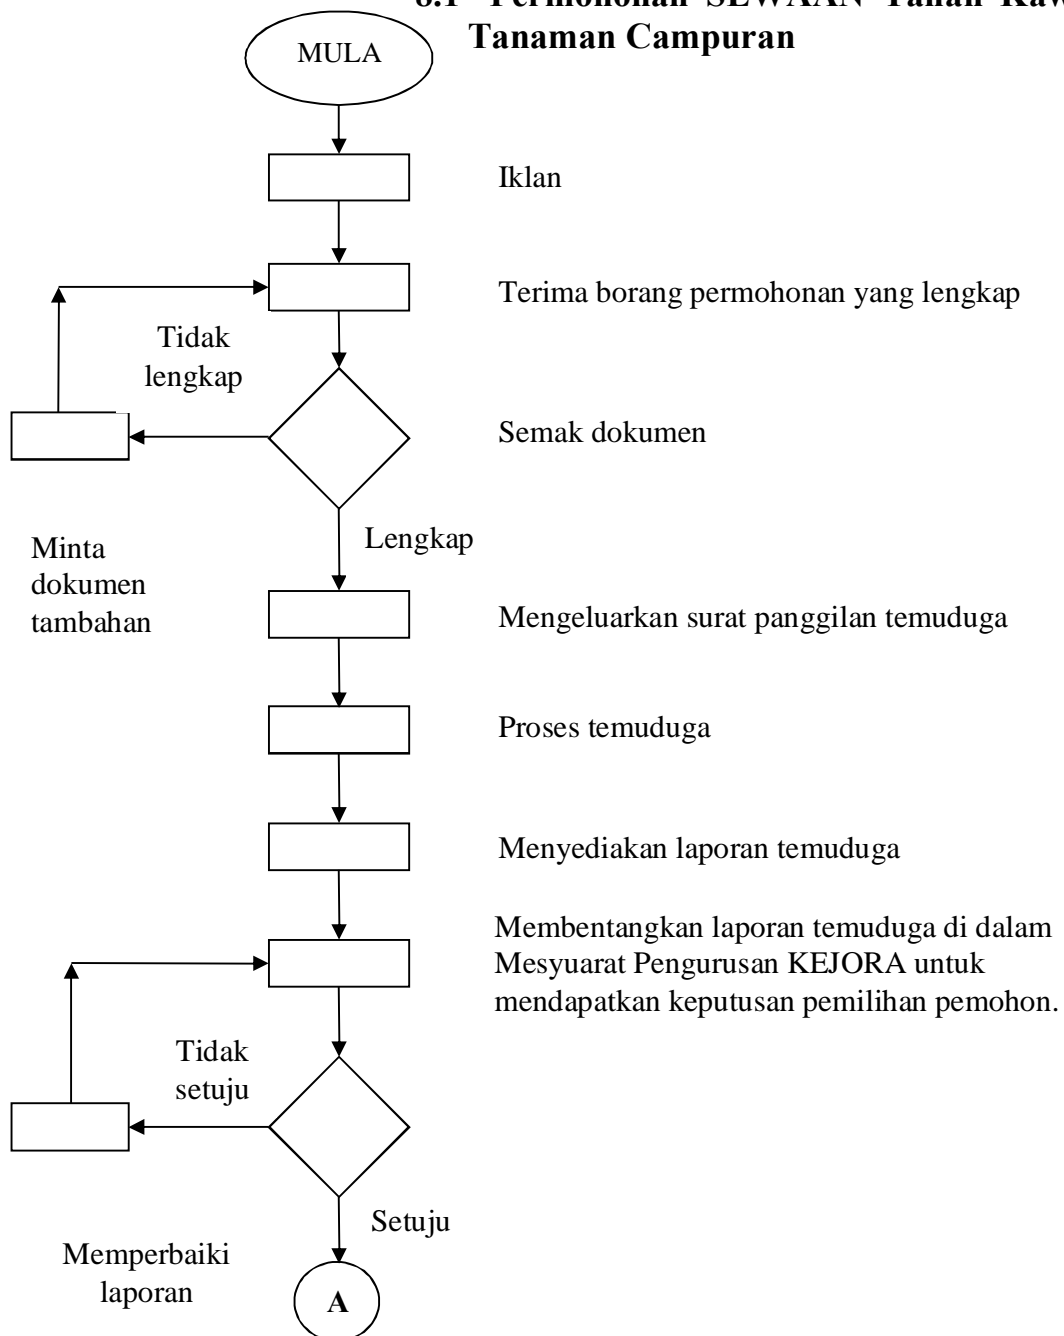 8.1 Permohonan SEWAAN Tanah
Tanaman Campuran
MULA
Iklan
Terima borang permohonan yang lengkap
Tidak
lengkap
Semak dokumen
Lengkap
Minta
dokumen
tambahan
Mengeluarkan surat panggilan temuduga
Proses temuduga
Menyediakan laporan temuduga
Membentangkan laporan temuduga di dalam
Mesyuarat Pengurusan KEJORA untuk
mendapatkan keputusan pemilihan pemohon.
Tidak
setuju
Setuju
Memperbaiki
laporan
A